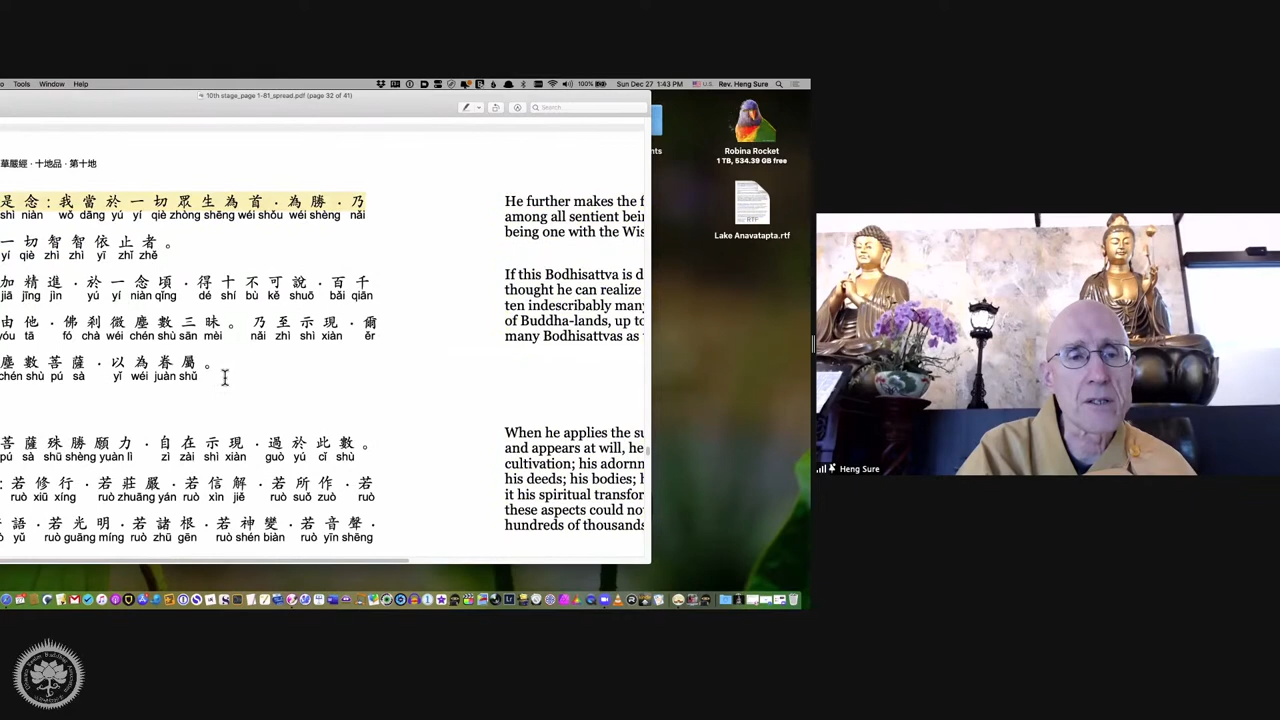 Tools Window Help
100% Sun Dec 27 1:43 PM U.S. Rev. Heng Sure
10th stage_page 1-81_spread.pdf (page 32 of 41)
Search
華嚴經 · 十地品 · 第十地
是念：我當於一切眾生為首，為勝，乃
shì niàn wǒ dāng yú yí qiè zhòng shēng wéi shǒu wéi shèng nǎi
一切智智依止者。
yí qiè zhì zhì yī zhǐ zhě
加精進，於一念頃，得十不可說，百千
jiā jīng jìn yú yí niàn qǐng dé shí bù kě shuō bǎi qiān
由他，佛剎微塵數三昧。乃至示現，爾
yóu tā fó chà wéi chén shù sān mèi nǎi zhì shì xiàn ěr
塵數菩薩，以為眷屬。
chén shù pú sà yǐ wéi juàn shǔ
菩薩殊勝願力，自在示現，過於此數。
pú sà shū shèng yuàn lì zì zài shì xiàn guò yú cǐ shù
：若修行，若莊嚴，若信解，若所作，若
ruò xiū xíng ruò zhuāng yán ruò xìn jiě ruò suǒ zuò ruò
語，若光明，若諸根，若神變，若音聲，
yǔ ruò guāng míng ruò zhū gēn ruò shén biàn ruò yīn shēng
He further makes the f
among all sentient bein
being one with the Wis
If this Bodhisattva is d
thought he can realize
ten indescribably many
of Buddha-lands, up to
many Bodhisattvas as
When he applies the su
and appears at will, he
cultivation; his adornm
his deeds; his bodies; h
it his spiritual transfor
these aspects could no
hundreds of thousands
ents
Robina Rocket
1 TB, 534.39 GB free
RTF
Lake Anavatapta.rtf
Heng Sure